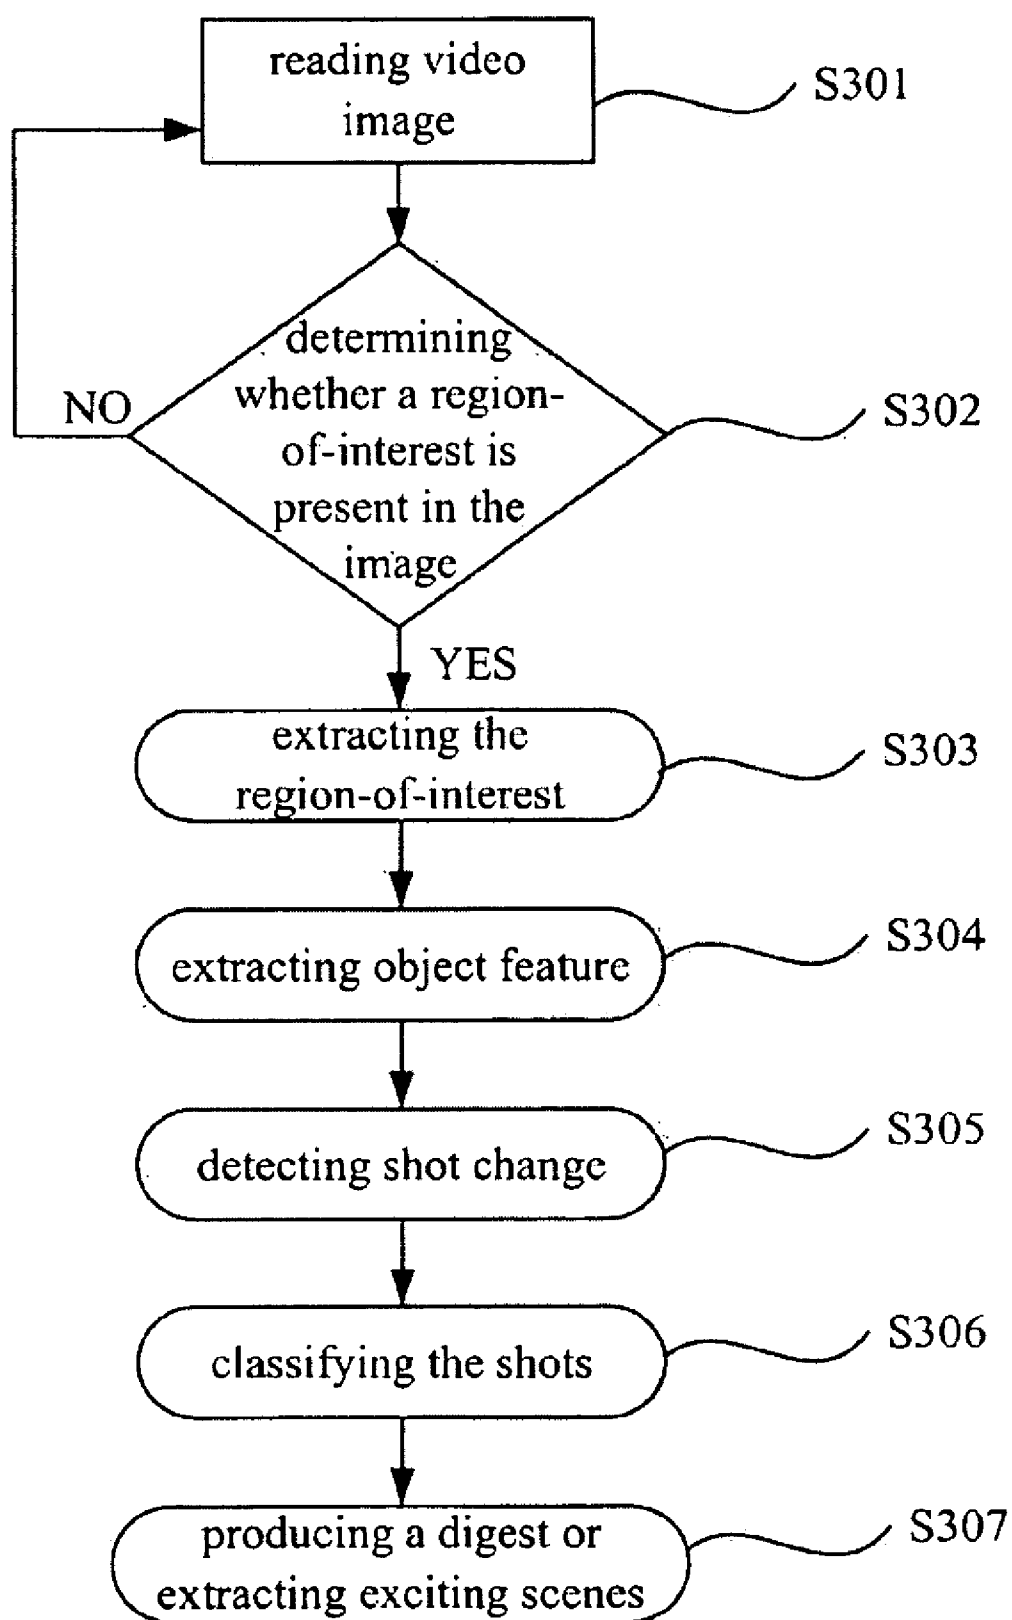 reading video
image
S301
determining
whether a region-
of-interest is
present in the
image
NO
S302
YES
extracting the
region-of-interest
S303
extracting object feature
S304
detecting shot change
S305
classifying the shots
S306
producing a digest or
extracting exciting scenes
S307